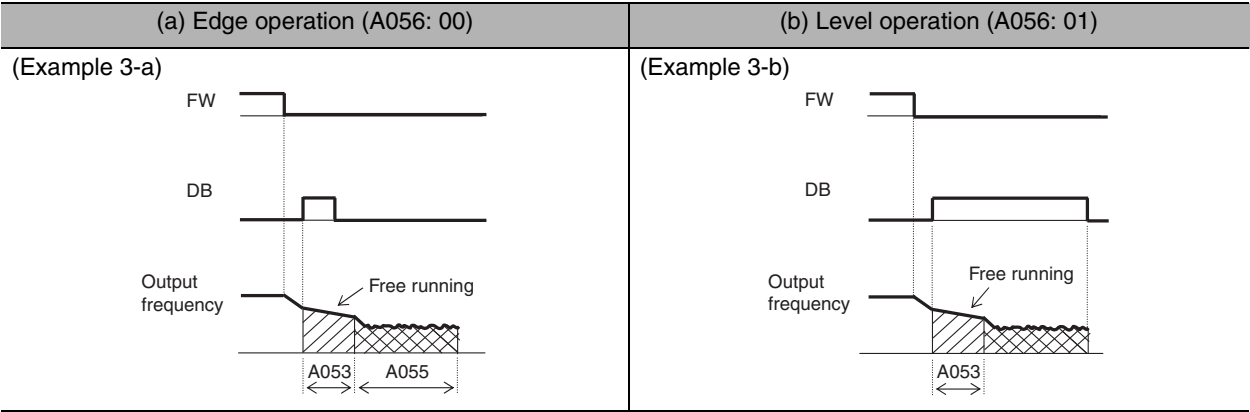 (a) Edge operation (A056: 00)
(b) Level operation (A056: 01)
(Example 3-a)
FW
DB
Output
frequency
Free running
A053
A055
(Example 3-b)
FW
DB
Output
frequency
Free running
A053